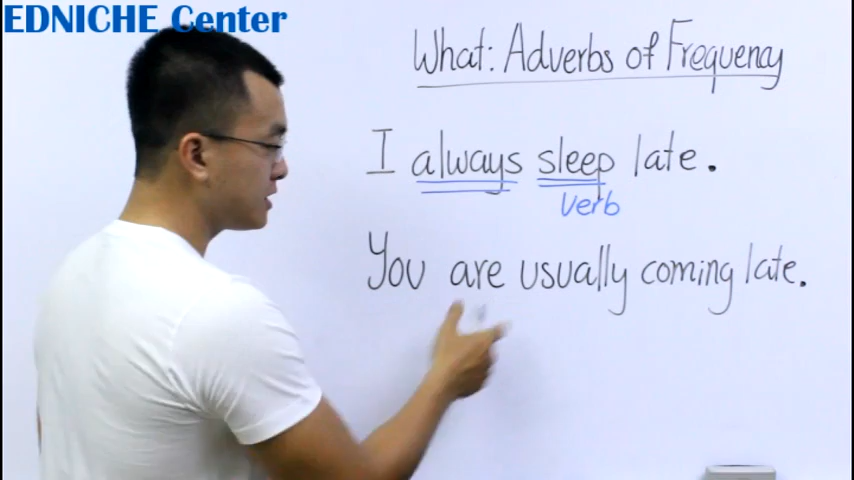 EDNICHE Center
What: Adverbs of Frequency
I always sleep late.
verb
You are usually coming late.